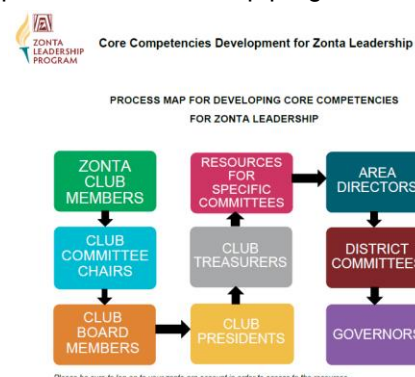 ZONTA
LEADERSHIP
PROGRAM
Core Competencies Development for Zonta Leadership
PROCESS MAP FOR DEVELOPING CORE COMPETENCIES
FOR ZONTA LEADERSHIP
ZONTA
CLUB
MEMBERS
CLUB
COMMITTEE
CHAIRS
CLUB
BOARD
MEMBERS
CLUB
PRESIDENTS
CLUB
TREASURERS
RESOURCES
FOR
SPECIFIC
COMMITTEES
AREA
DIRECTORS
DISTRICT
COMMITTEES
GOVERNORS